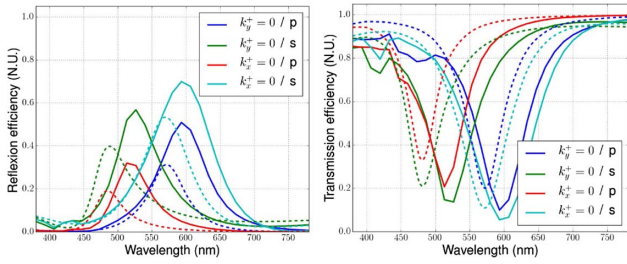 Reflexion efficiency (N.U.)
1.0
0.8
0.6
0.4
0.2
0.0
400 450 500 550 600 650 700 750
Wavelength (nm)
k_y^+ = 0 / p
k_y^+ = 0 / s
k_x^+ = 0 / p
k_x^+ = 0 / s
Transmission efficiency (N.U.)
1.0
0.8
0.6
0.4
0.2
0.0
400 450 500 550 600 650 700 750
Wavelength (nm)
k_y^+ = 0 / p
k_y^+ = 0 / s
k_x^+ = 0 / p
k_x^+ = 0 / s